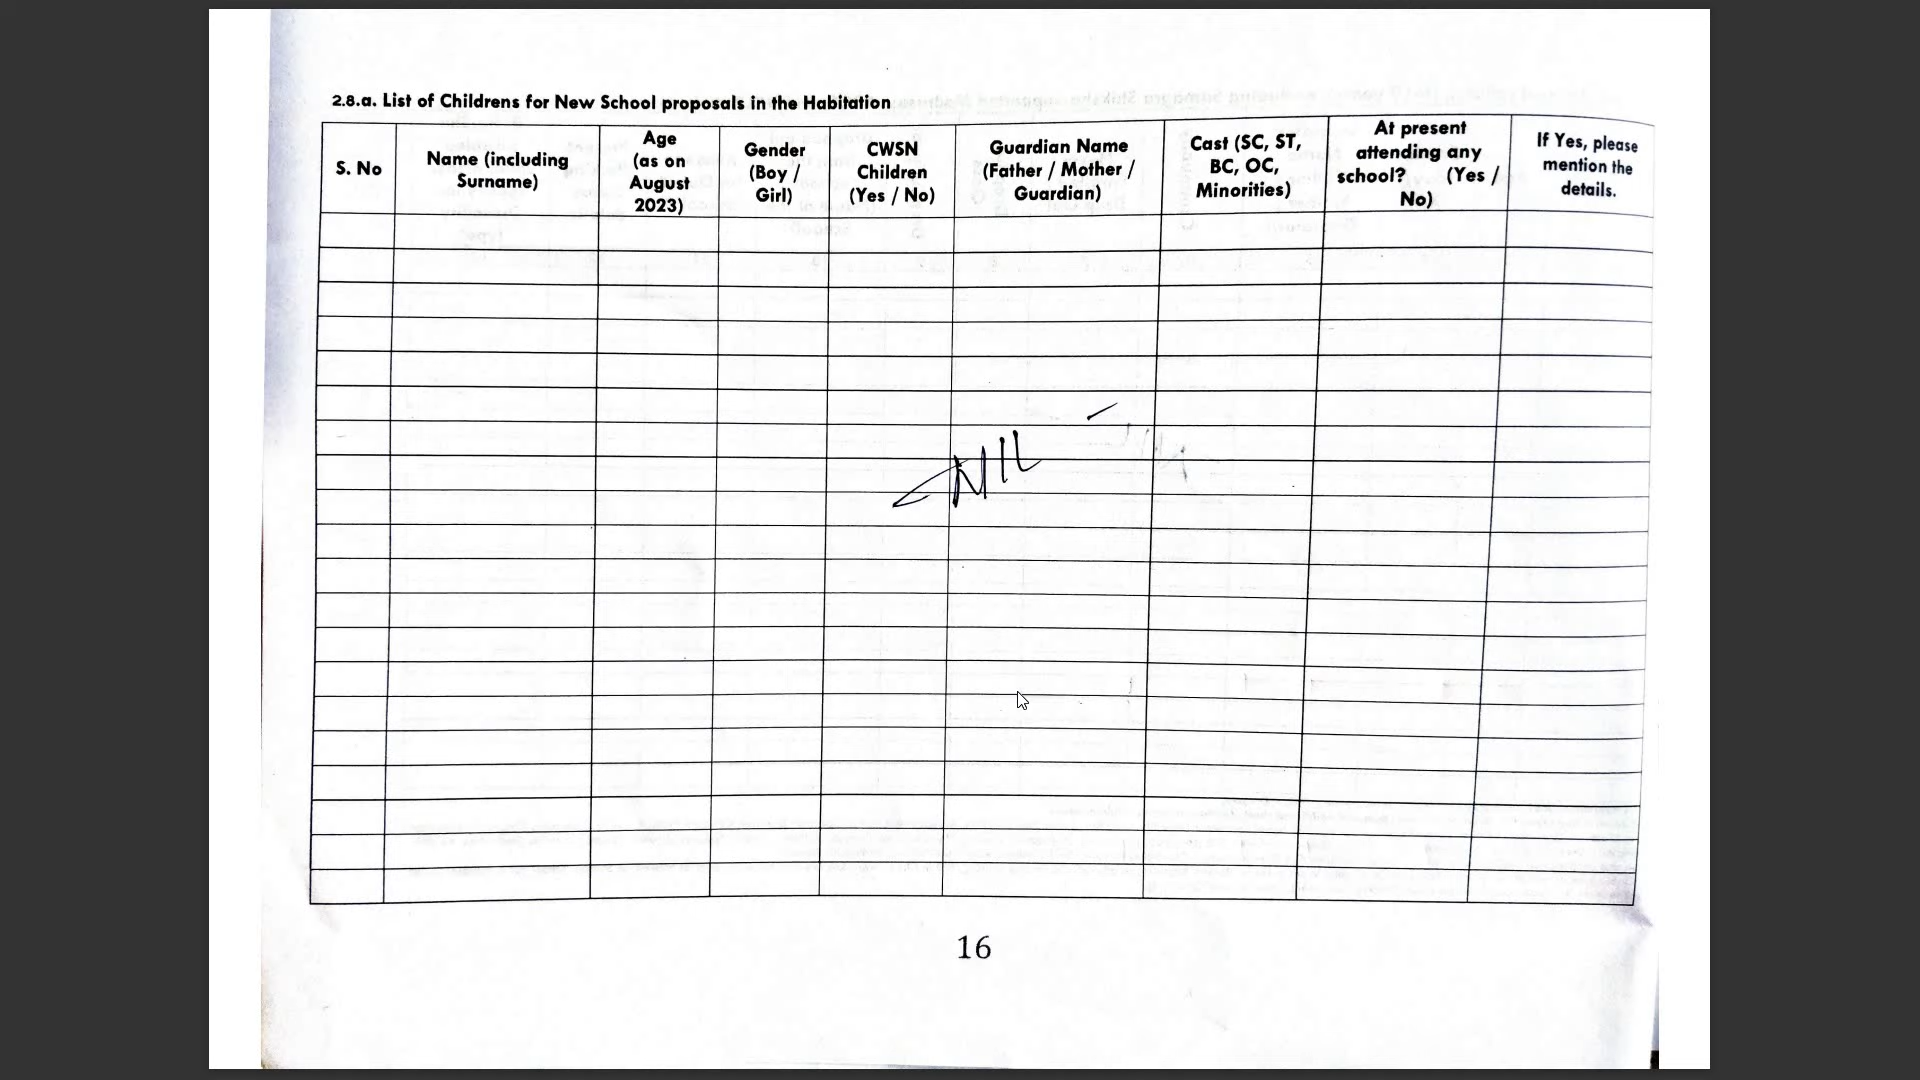 2.8.a. List of Childrens for New School proposals in the Habitation
S. No
Name (including
Surname)
Age
(as on
August
2023)
Gender
(Boy /
Girl)
CWSN
Children
(Yes / No)
Guardian Name
(Father / Mother /
Guardian)
Cast (SC, ST,
BC, OC,
Minorities)
At present
attending any
school? (Yes /
No)
If Yes, please
mention the
details.
NIL
16